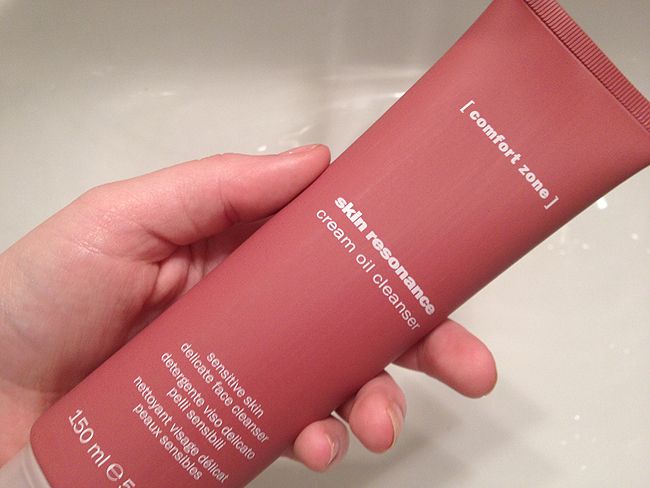 [ comfort zone ]
skin resonance
cream oil cleanser
sensitive skin
delicate face cleanser
detergente viso delicato
pelli sensibili
nettoyant visage délicat
peaux sensibles
150 ml ℮ 5